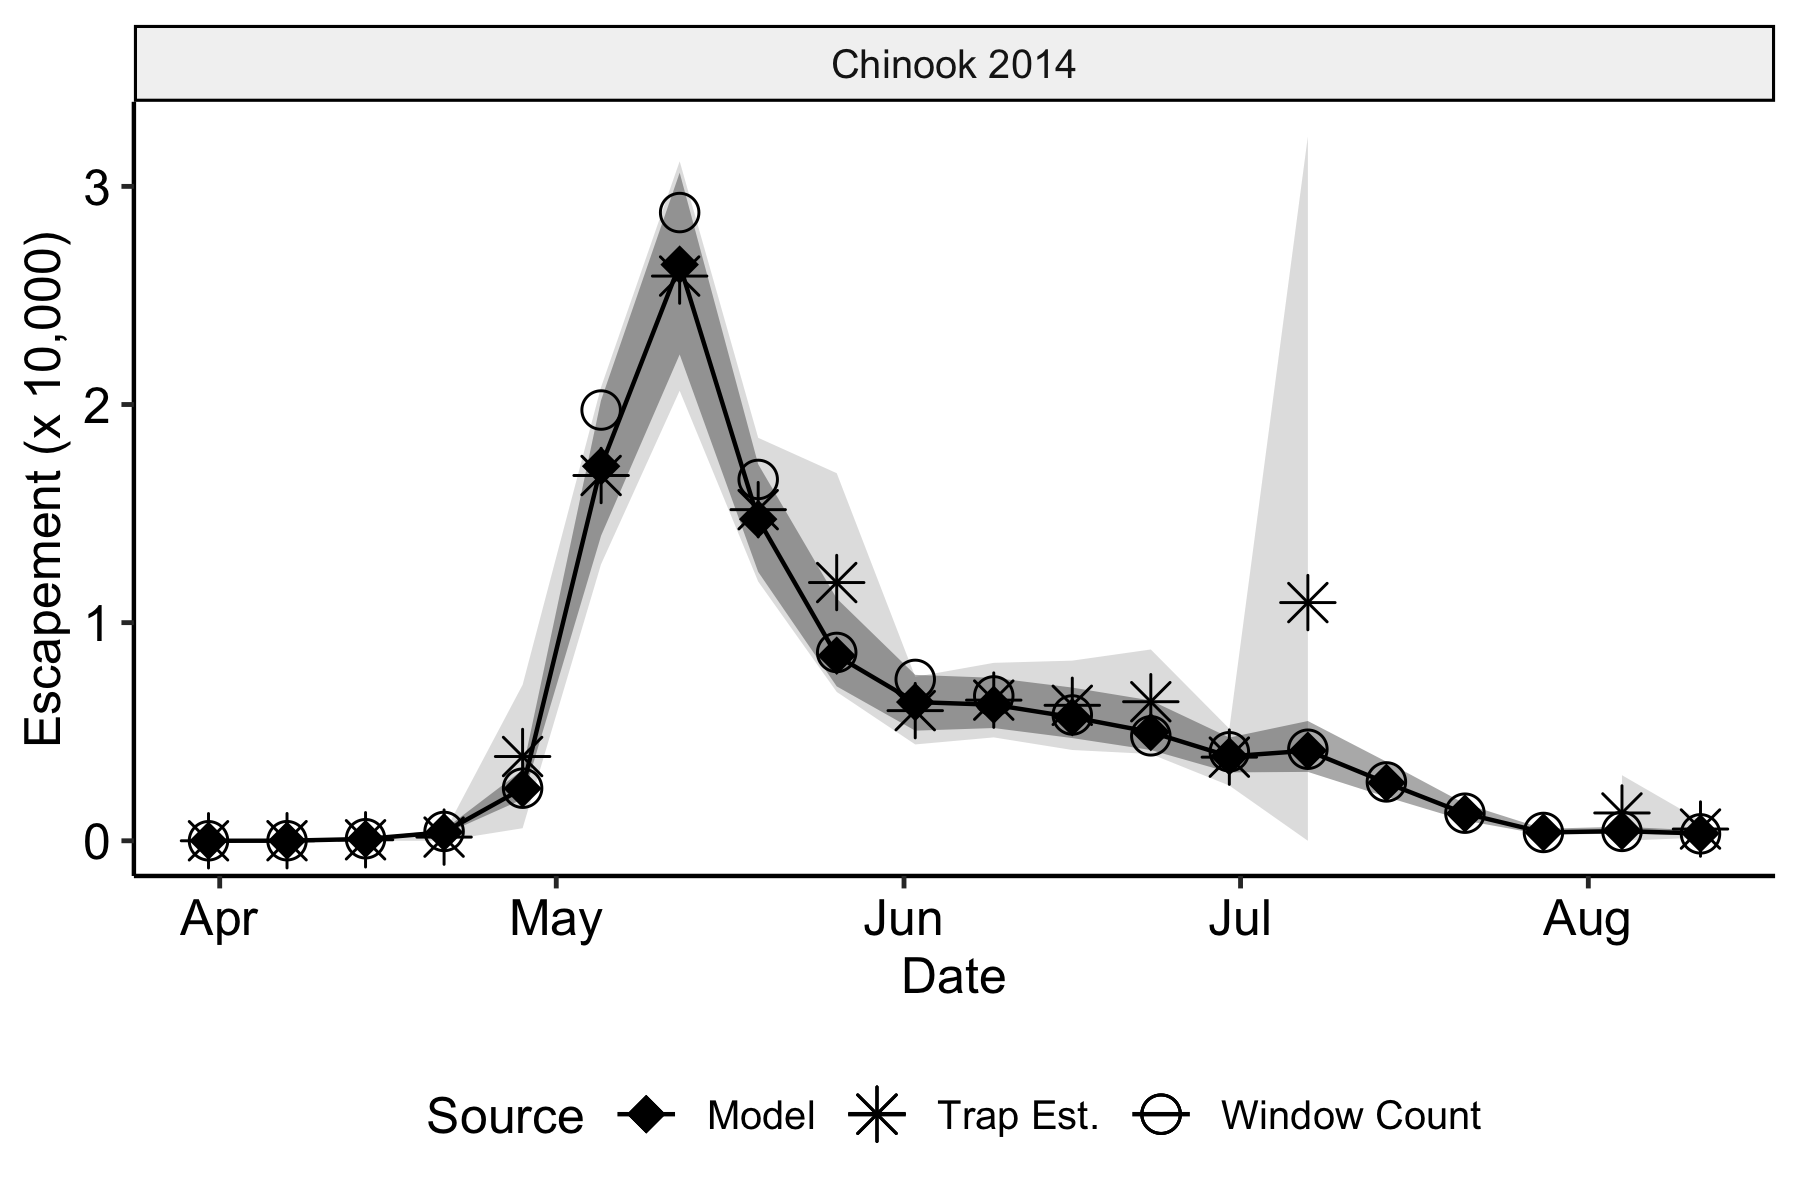 Chinook 2014
Escapement (x 10,000)
3
2
1
0
Apr May Jun Jul Aug
Date
Source Model Trap Est. Window Count